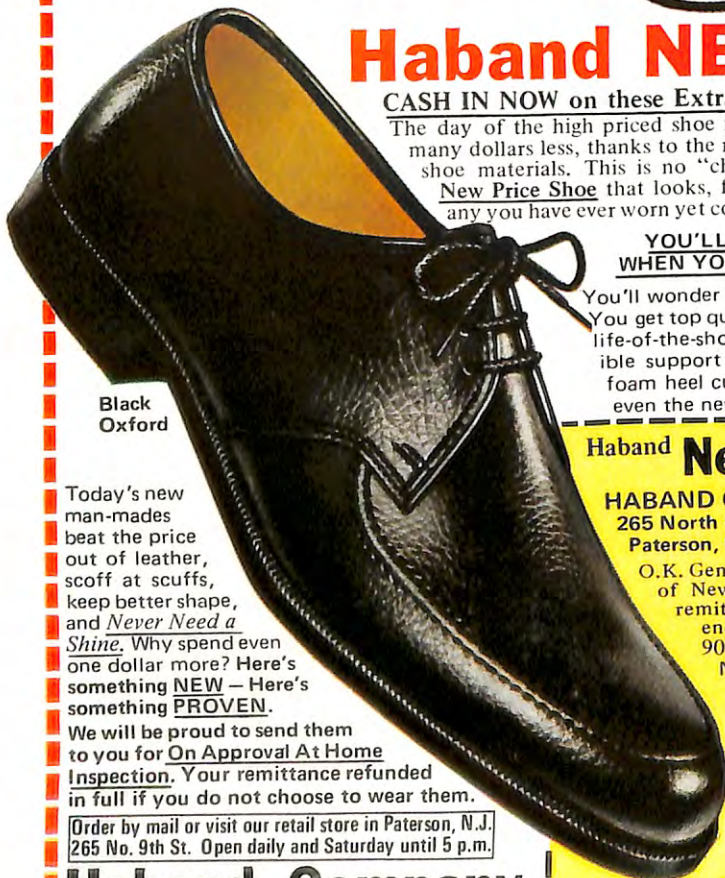 Haband NE
CASH IN NOW on these Extr
The day of the high priced shoe
many dollars less, thanks to the
shoe materials. This is no "c
New Price Shoe that looks, f
any you have ever worn yet co
YOU'LL
WHEN YO
You'll wonder
You get top qu
life-of-the-sho
ible support
foam heel cu
even the ne
Black
Oxford
Today's new
man-mades
beat the price
out of leather,
scoff at scuffs,
keep better shape,
and Never Need a
Shine. Why spend even
one dollar more? Here's
something NEW — Here's
something PROVEN.
We will be proud to send them
to you for On Approval At Home
Inspection. Your remittance refunded
in full if you do not choose to wear them.
Order by mail or visit our retail store in Paterson, N.J.
265 No. 9th St. Open daily and Saturday until 5 p.m.
Haband Company
Haband Ne
HABAND
265 North
Paterson,
O.K. Gen
of Nev
remit
en
90
N